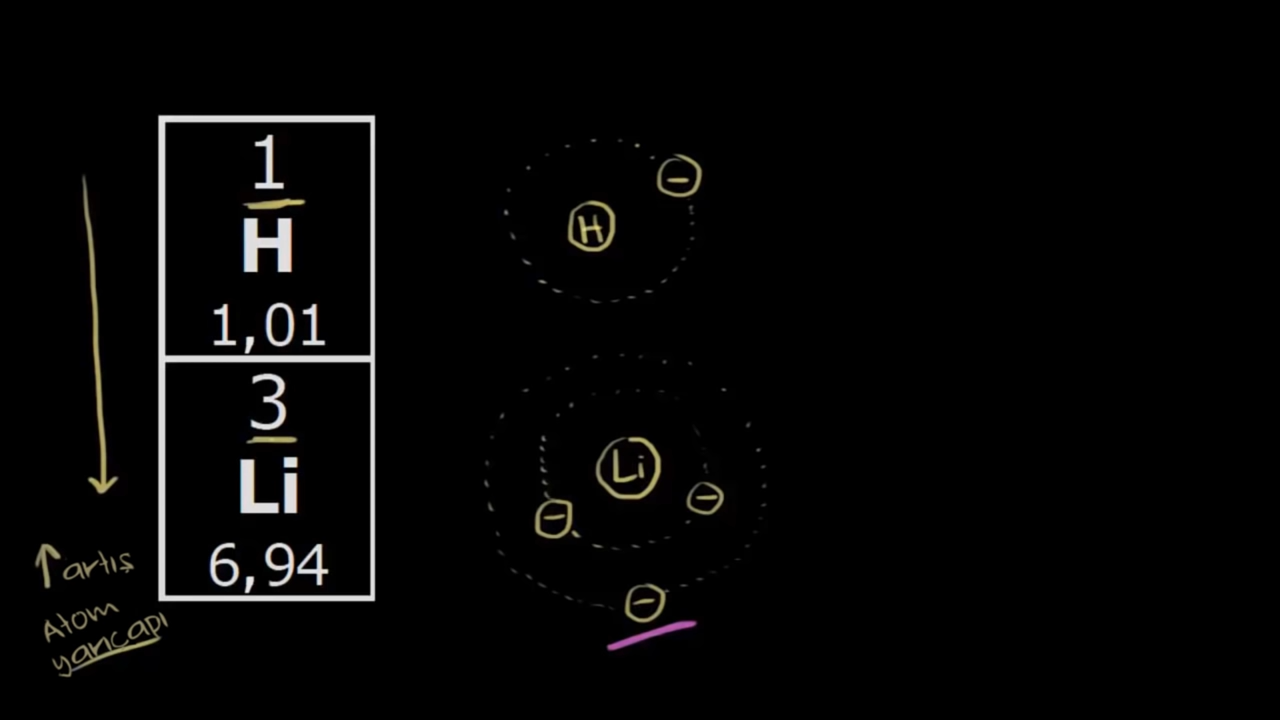 1
H
1,01
3
Li
6,94
H
−
Li
−
−
−
↑ artış
Atom
yarıçapı